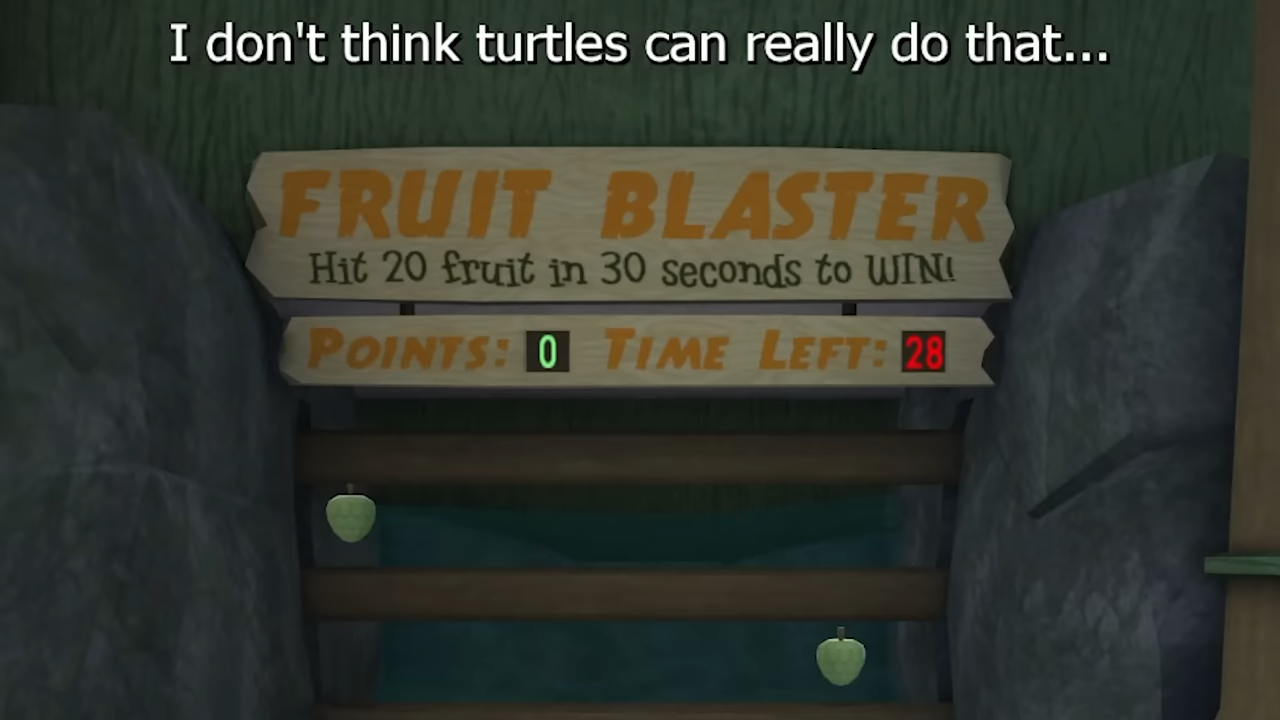 I don't think turtles can really do that...
FRUIT BLASTER
Hit 20 fruit in 30 seconds to WIN!
POINTS: 0 TIME LEFT: 28